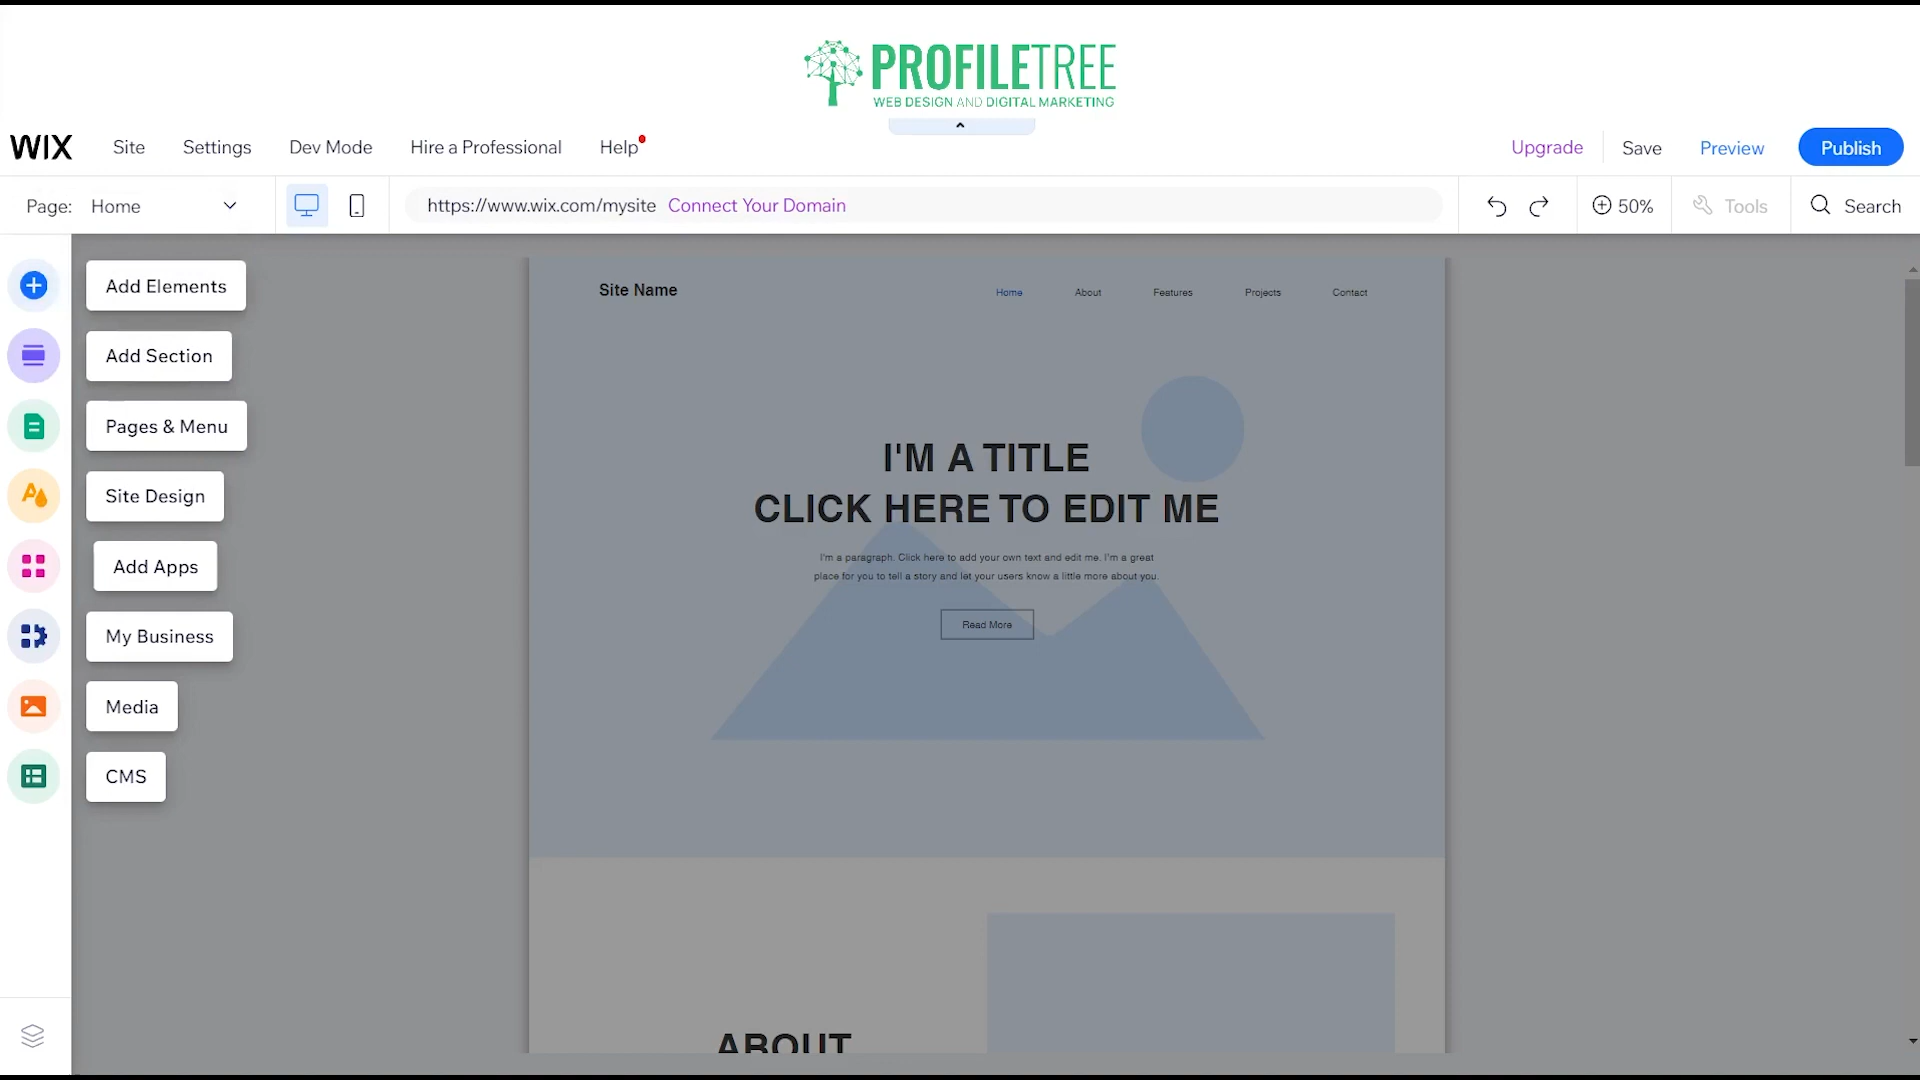 PROFILETREE
WEB DESIGN AND DIGITAL MARKETING
WIX Site Settings Dev Mode Hire a Professional Help Upgrade Save Preview Publish
Page: Home https://www.wix.com/mysite Connect Your Domain 50% Tools Search
Add Elements
Add Section
Pages & Menu
Site Design
Add Apps
My Business
Media
CMS
Site Name Home About Features Projects Contact
I'M A TITLE
CLICK HERE TO EDIT ME
I'm a paragraph. Click here to add your own text and edit me. I'm a great
place for you to tell a story and let your users know a little more about you.
Read More
ABOUT